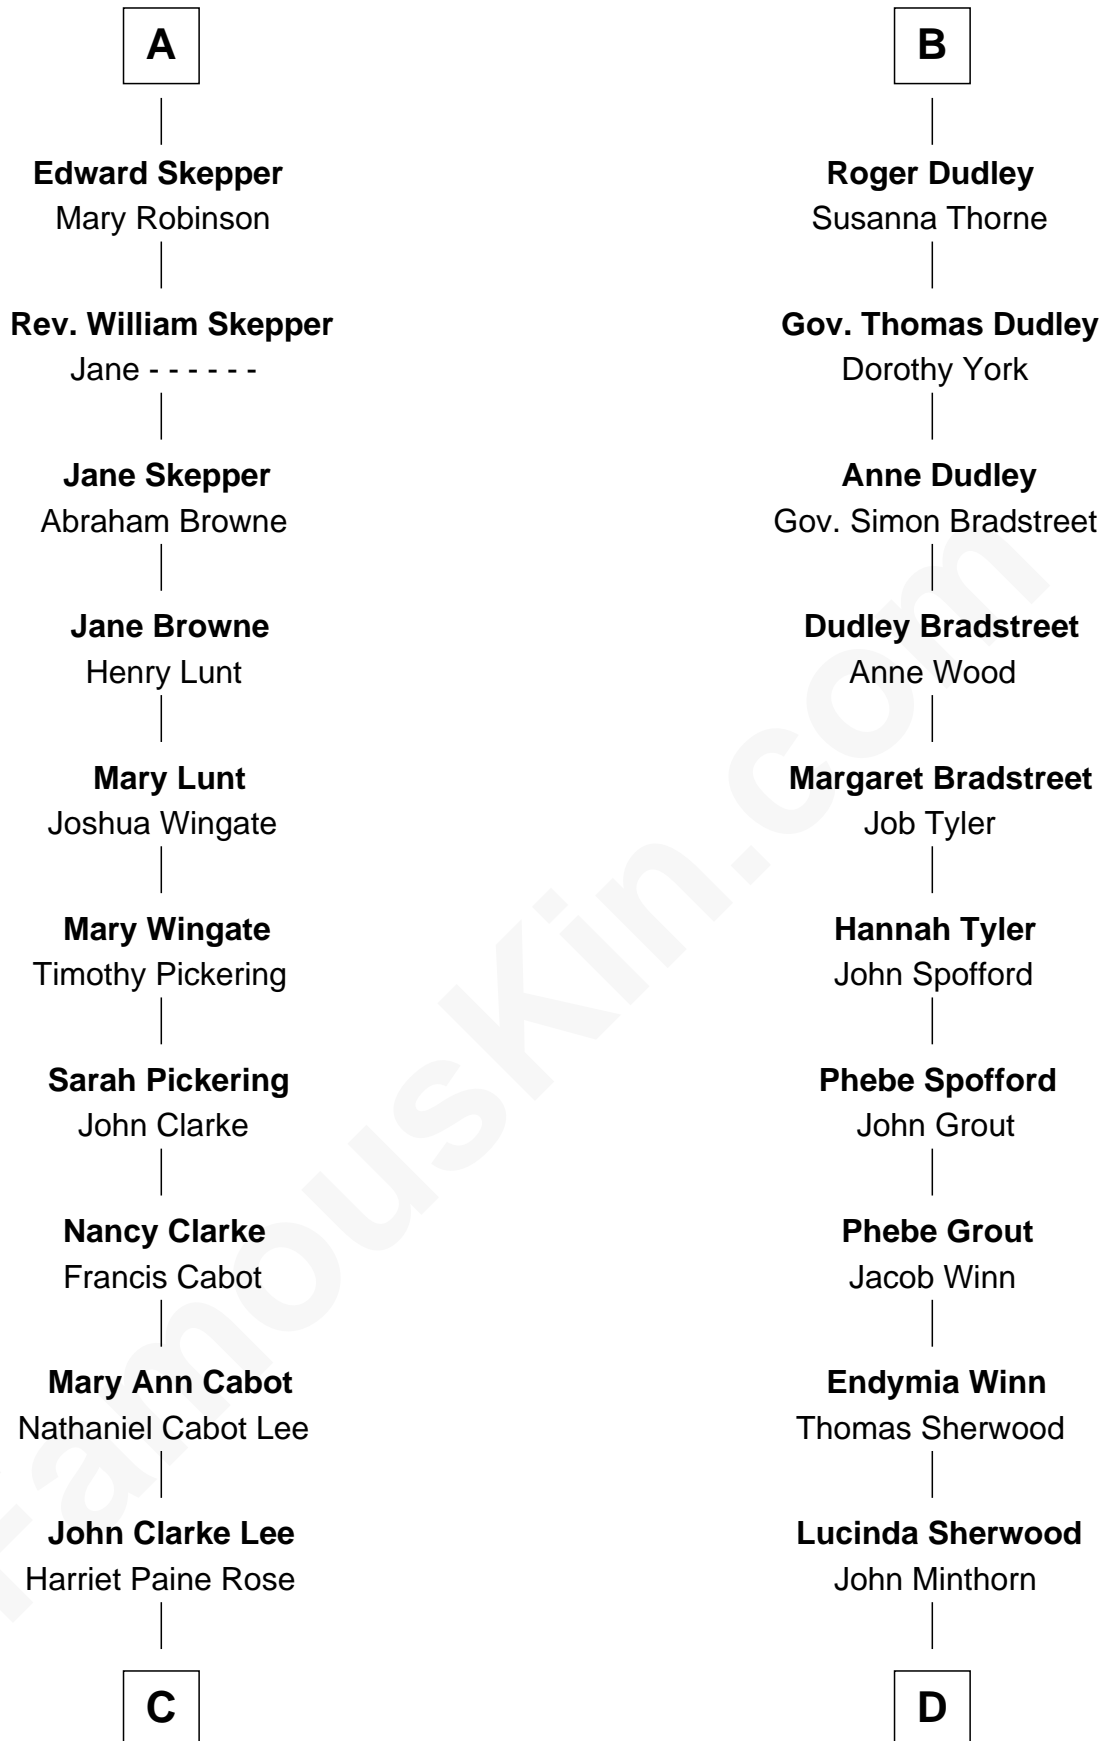 A
Edward Skepper
Mary Robinson
Rev. William Skepper
Jane - - - - - -
Jane Skepper
Abraham Browne
Jane Browne
Henry Lunt
Mary Lunt
Joshua Wingate
Mary Wingate
Timothy Pickering
Sarah Pickering
John Clarke
Nancy Clarke
Francis Cabot
Mary Ann Cabot
Nathaniel Cabot Lee
John Clarke Lee
Harriet Paine Rose
C
B
Roger Dudley
Susanna Thorne
Gov. Thomas Dudley
Dorothy York
Anne Dudley
Gov. Simon Bradstreet
Dudley Bradstreet
Anne Wood
Margaret Bradstreet
Job Tyler
Hannah Tyler
John Spofford
Phebe Spofford
John Grout
Phebe Grout
Jacob Winn
Endymia Winn
Thomas Sherwood
Lucinda Sherwood
John Minthorn
D
FamousKin.com